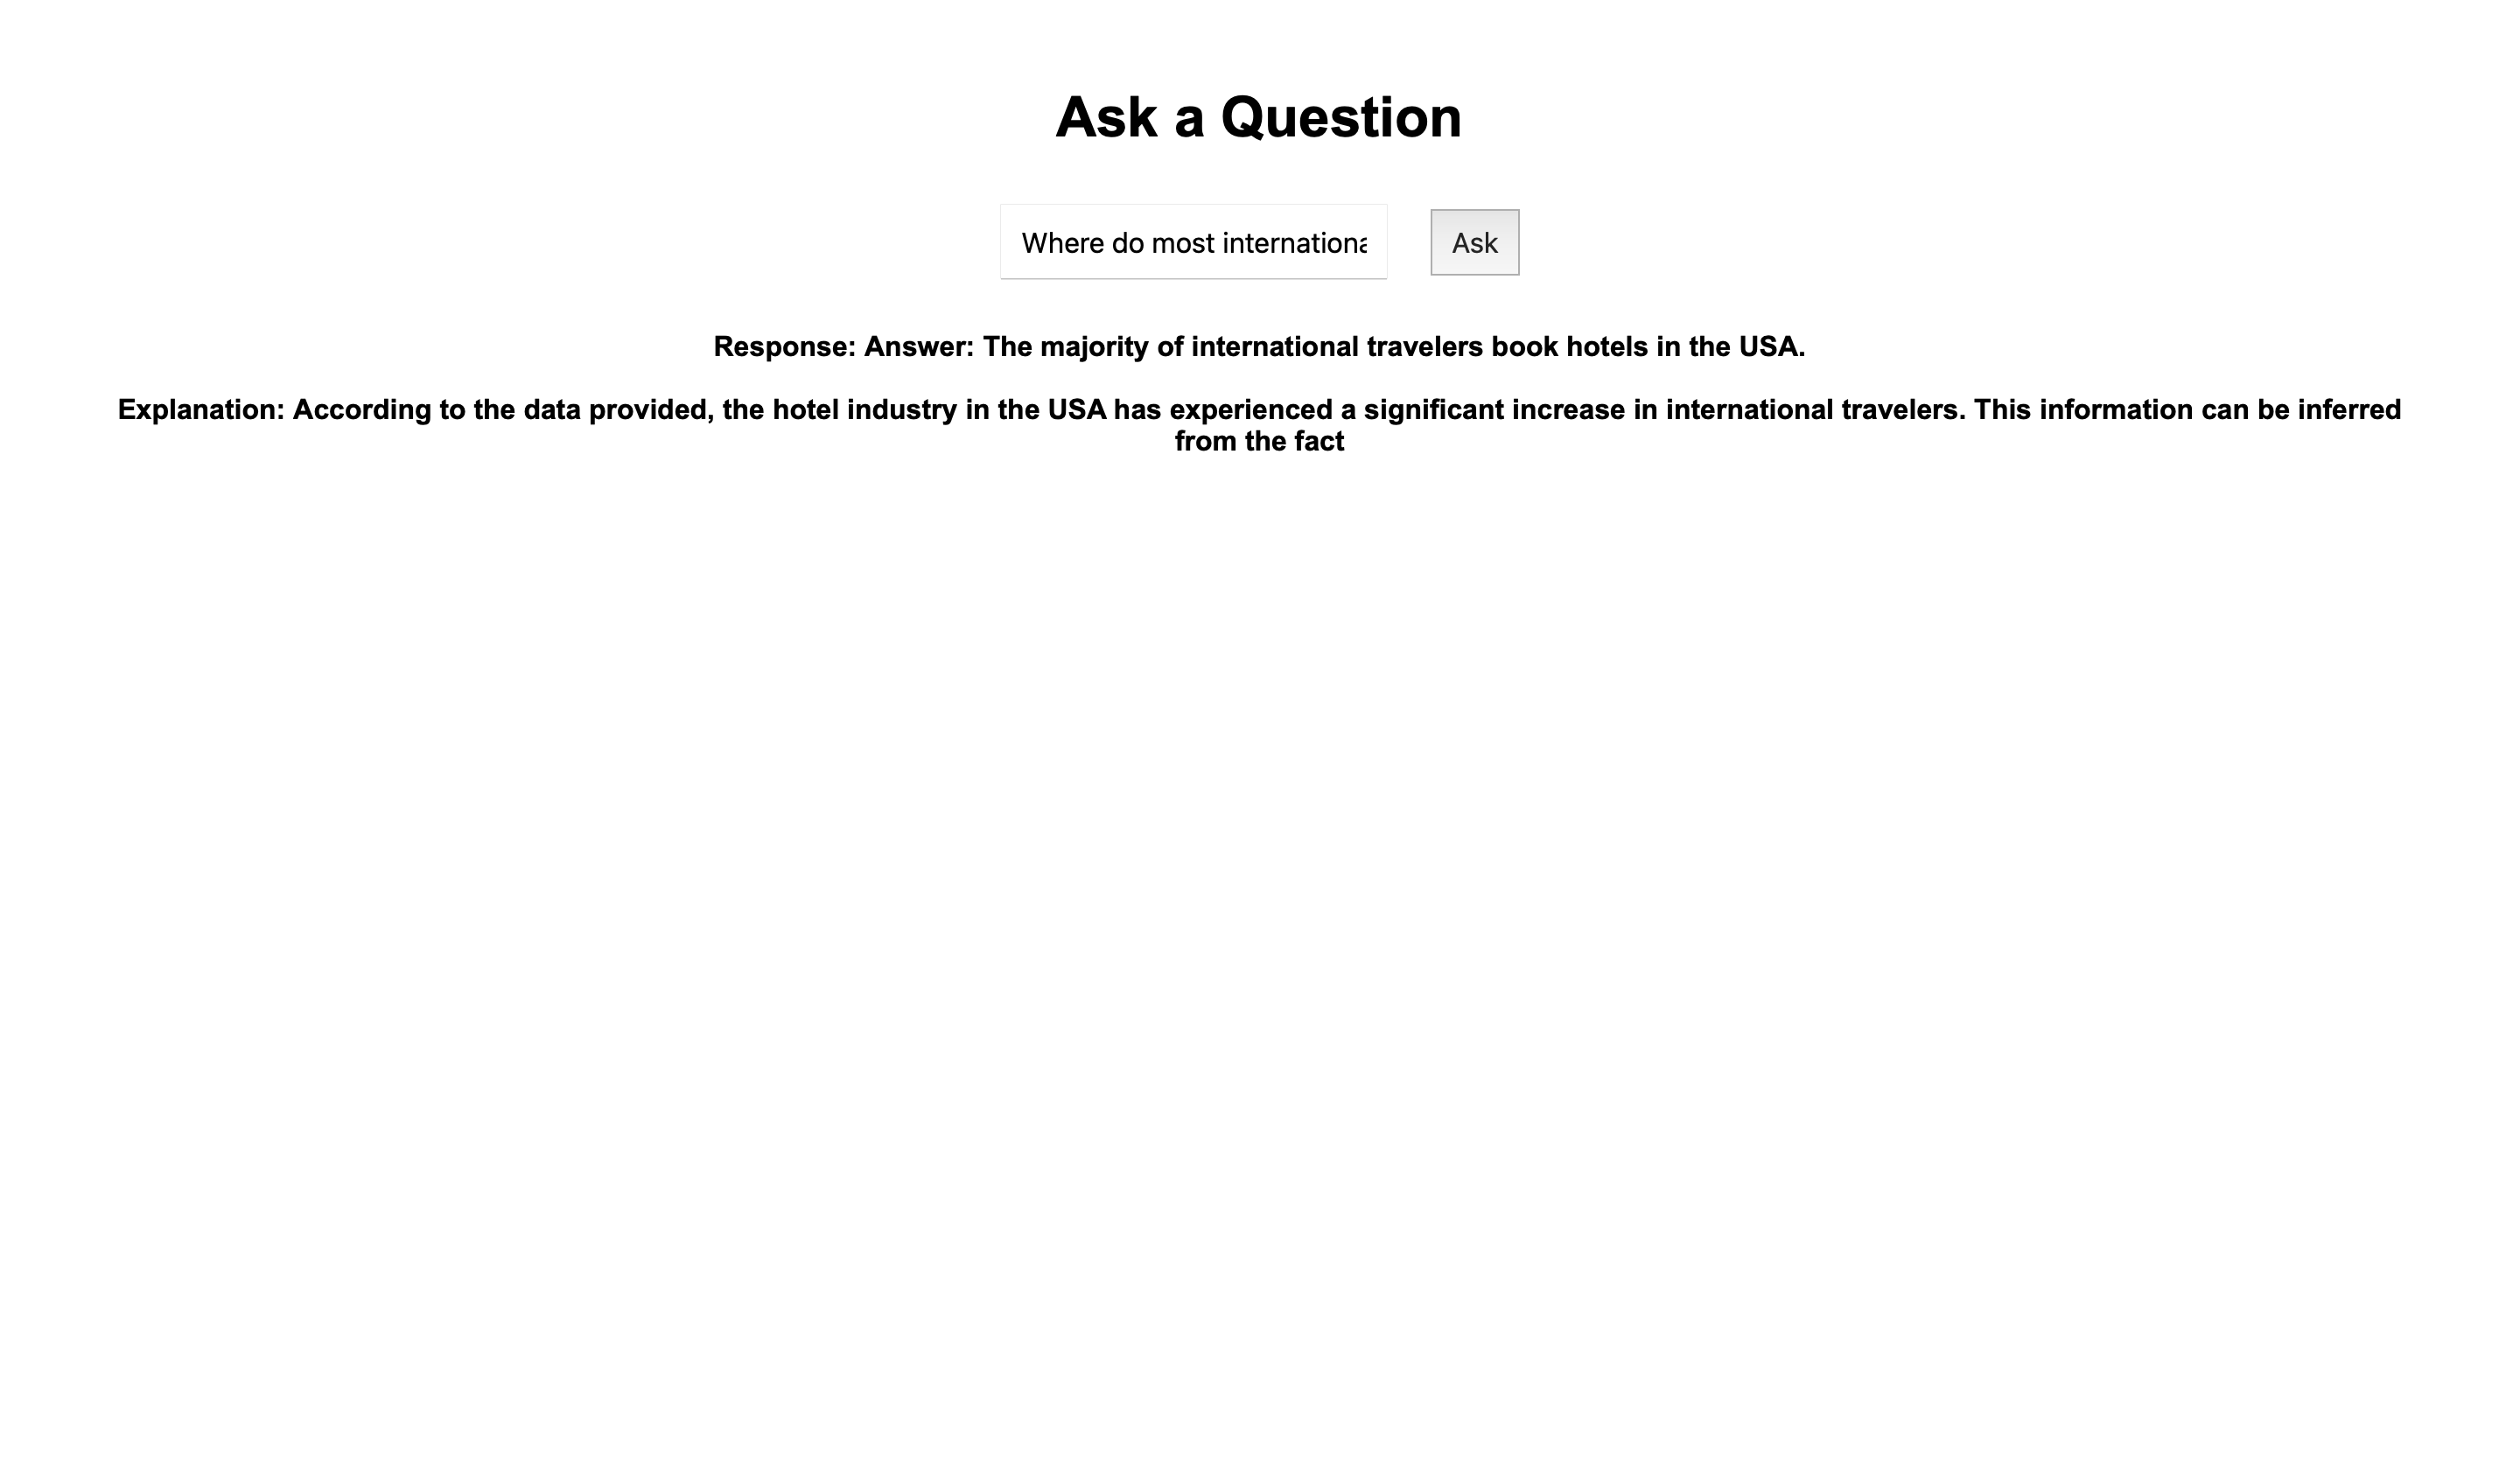 Ask a Question
Where do most internationa
Ask
Response: Answer: The majority of international travelers book hotels in the USA.
Explanation: According to the data provided, the hotel industry in the USA has experienced a significant increase in international travelers. This information can be inferred
from the fact